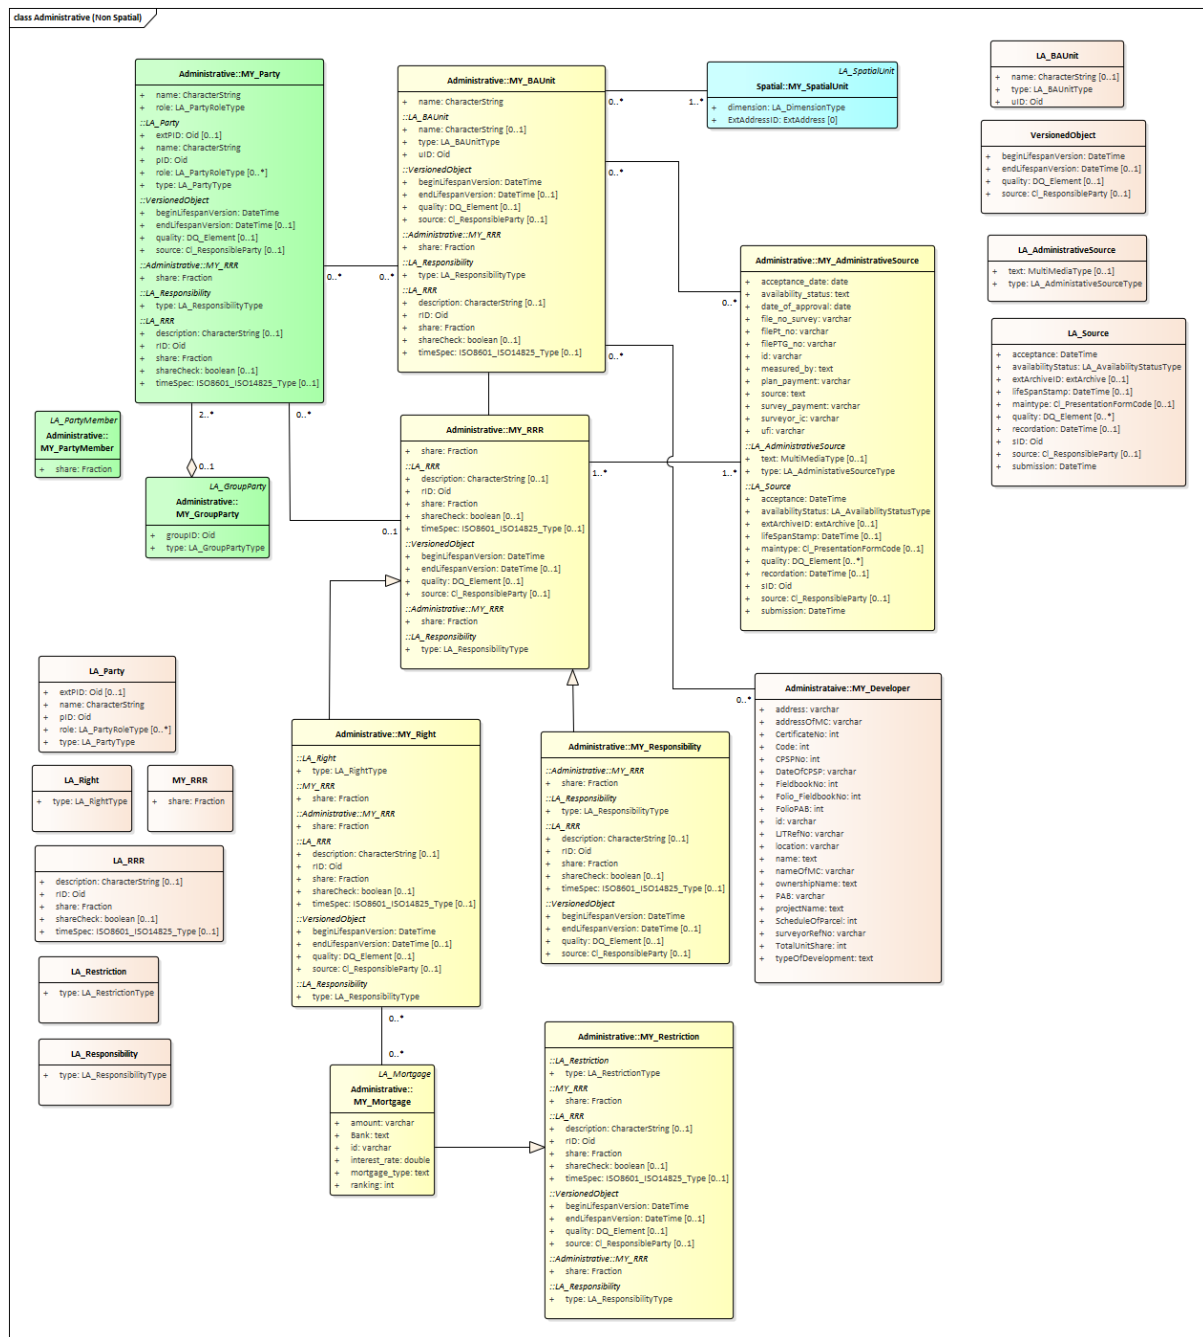 class Administrative (Non Spatial)
Administrative::MY_Party
+ name: CharacterString
+ role: LA_PartyRoleType
::LA_Party
+ extPID: Oid [0..1]
+ name: CharacterString
+ pID: Oid
+ role: LA_PartyRoleType [0..*]
+ type: LA_PartyType
::VersionedObject
+ beginLifespanVersion: DateTime
+ endLifespanVersion: DateTime [0..1]
+ quality: DQ_Element [0..1]
+ source: CI_ResponsibleParty [0..1]
::Administrative::MY_RRR
+ share: Fraction
::LA_Responsibility
+ type: LA_ResponsibilityType
::LA_RRR
+ description: CharacterString [0..1]
+ rID: Oid
+ share: Fraction
+ shareCheck: boolean [0..1]
+ timeSpec: ISO8601_ISO14825_Type [0..1]
Administrative::MY_BAUnit
+ name: CharacterString
::LA_BAUnit
+ name: CharacterString [0..1]
+ type: LA_BAUnitType
+ uID: Oid
::VersionedObject
+ beginLifespanVersion: DateTime
+ endLifespanVersion: DateTime [0..1]
+ quality: DQ_Element [0..1]
+ source: CI_ResponsibleParty [0..1]
::Administrative::MY_RRR
+ share: Fraction
::LA_Responsibility
+ type: LA_ResponsibilityType
::LA_RRR
+ description: CharacterString [0..1]
+ rID: Oid
+ share: Fraction
+ shareCheck: boolean [0..1]
+ timeSpec: ISO8601_ISO14825_Type [0..1]
0..*
1..*
0..*
0..*
0..*
0..*
0..*
0..*
LA_SpatialUnit
Spatial::MY_SpatialUnit
+ dimension: LA_DimensionType
+ ExtAddressID: ExtAddress [0]
LA_BAUnit
+ name: CharacterString [0..1]
+ type: LA_BAUnitType
+ uID: Oid
VersionedObject
+ beginLifespanVersion: DateTime
+ endLifespanVersion: DateTime [0..1]
+ quality: DQ_Element [0..1]
+ source: CI_ResponsibleParty [0..1]
LA_AdministrativeSource
+ text: MultiMediaType [0..1]
+ type: LA_AdministativeSourceType
LA_Source
+ acceptance: DateTime
+ availabilityStatus: LA_AvailabilityStatusType
+ extArchiveID: extArchive [0..1]
+ lifeSpanStamp: DateTime [0..1]
+ maintype: CI_PresentationFormCode [0..1]
+ quality: DQ_Element [0..*]
+ recordation: DateTime [0..1]
+ sID: Oid
+ source: CI_ResponsibleParty [0..1]
+ submission: DateTime
Administrative::MY_AdministrativeSource
+ acceptance_date: date
+ availability_status: text
+ date_of_approval: date
+ file_no_survey: varchar
+ filePt_no: varchar
+ filePTG_no: varchar
+ id: varchar
+ measured_by: text
+ plan_payment: varchar
+ source: text
+ survey_payment: varchar
+ surveyor_ic: varchar
+ ufi: varchar
::LA_AdministrativeSource
+ text: MultiMediaType [0..1]
+ type: LA_AdministativeSourceType
::LA_Source
+ acceptance: DateTime
+ availabilityStatus: LA_AvailabilityStatusType
+ extArchiveID: extArchive [0..1]
+ lifeSpanStamp: DateTime [0..1]
+ maintype: CI_PresentationFormCode [0..1]
+ quality: DQ_Element [0..*]
+ recordation: DateTime [0..1]
+ sID: Oid
+ source: CI_ResponsibleParty [0..1]
+ submission: DateTime
LA_PartyMember
Administrative::
MY_PartyMember
+ share: Fraction
2..*
0..*
0..1
LA_GroupParty
Administrative::
MY_GroupParty
+ groupID: Oid
+ type: LA_GroupPartyType
0..1
Administrative::MY_RRR
+ share: Fraction
::LA_RRR
+ description: CharacterString [0..1]
+ rID: Oid
+ share: Fraction
+ shareCheck: boolean [0..1]
+ timeSpec: ISO8601_ISO14825_Type [0..1]
::VersionedObject
+ beginLifespanVersion: DateTime
+ endLifespanVersion: DateTime [0..1]
+ quality: DQ_Element [0..1]
+ source: CI_ResponsibleParty [0..1]
::Administrative::MY_RRR
+ share: Fraction
::LA_Responsibility
+ type: LA_ResponsibilityType
1..*
1..*
LA_Party
+ extPID: Oid [0..1]
+ name: CharacterString
+ pID: Oid
+ role: LA_PartyRoleType [0..*]
+ type: LA_PartyType
LA_Right
+ type: LA_RightType
MY_RRR
+ share: Fraction
LA_RRR
+ description: CharacterString [0..1]
+ rID: Oid
+ share: Fraction
+ shareCheck: boolean [0..1]
+ timeSpec: ISO8601_ISO14825_Type [0..1]
LA_Restriction
+ type: LA_RestrictionType
LA_Responsibility
+ type: LA_ResponsibilityType
Administrative::MY_Right
::LA_Right
+ type: LA_RightType
::MY_RRR
+ share: Fraction
::Administrative::MY_RRR
+ share: Fraction
::LA_RRR
+ description: CharacterString [0..1]
+ rID: Oid
+ share: Fraction
+ shareCheck: boolean [0..1]
+ timeSpec: ISO8601_ISO14825_Type [0..1]
::VersionedObject
+ beginLifespanVersion: DateTime
+ endLifespanVersion: DateTime [0..1]
+ quality: DQ_Element [0..1]
+ source: CI_ResponsibleParty [0..1]
::LA_Responsibility
+ type: LA_ResponsibilityType
Administrative::MY_Responsibility
::Administrative::MY_RRR
+ share: Fraction
::LA_Responsibility
+ type: LA_ResponsibilityType
::LA_RRR
+ description: CharacterString [0..1]
+ rID: Oid
+ share: Fraction
+ shareCheck: boolean [0..1]
+ timeSpec: ISO8601_ISO14825_Type [0..1]
::VersionedObject
+ beginLifespanVersion: DateTime
+ endLifespanVersion: DateTime [0..1]
+ quality: DQ_Element [0..1]
+ source: CI_ResponsibleParty [0..1]
0..*
Administrataive::MY_Developer
+ address: varchar
+ addressOfMC: varchar
+ CertificateNo: int
+ Code: int
+ CPSPNo: int
+ DateOfCPSP: varchar
+ FieldbookNo: int
+ Folio_FieldbookNo: int
+ FolioPAB: int
+ id: varchar
+ LJTRefNo: varchar
+ location: varchar
+ name: text
+ nameOfMC: varchar
+ ownershipName: text
+ PAB: varchar
+ projectName: text
+ ScheduleOfParcel: int
+ surveyorRefNo: varchar
+ TotalUnitShare: int
+ typeOfDevelopment: text
0..*
0..*
LA_Mortgage
Administrative::
MY_Mortgage
+ amount: varchar
+ Bank: text
+ id: varchar
+ interest_rate: double
+ mortgage_type: text
+ ranking: int
Administrative::MY_Restriction
::LA_Restriction
+ type: LA_RestrictionType
::MY_RRR
+ share: Fraction
::LA_RRR
+ description: CharacterString [0..1]
+ rID: Oid
+ share: Fraction
+ shareCheck: boolean [0..1]
+ timeSpec: ISO8601_ISO14825_Type [0..1]
::VersionedObject
+ beginLifespanVersion: DateTime
+ endLifespanVersion: DateTime [0..1]
+ quality: DQ_Element [0..1]
+ source: CI_ResponsibleParty [0..1]
::Administrative::MY_RRR
+ share: Fraction
::LA_Responsibility
+ type: LA_ResponsibilityType